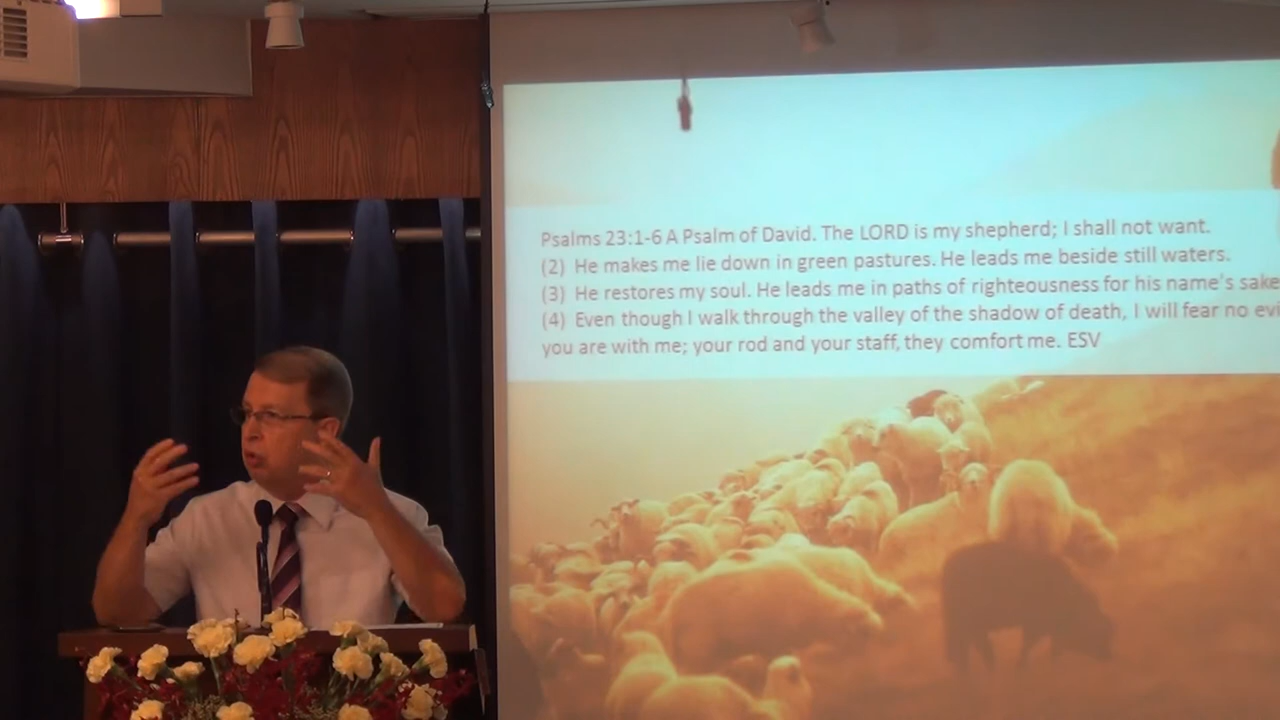 Psalms 23:1-6 A Psalm of David. The LORD is my shepherd; I shall not want.
(2) He makes me lie down in green pastures. He leads me beside still waters.
(3) He restores my soul. He leads me in paths of righteousness for his name's sake
(4) Even though I walk through the valley of the shadow of death, I will fear no
you are with me; your rod and your staff, they comfort me. ESV